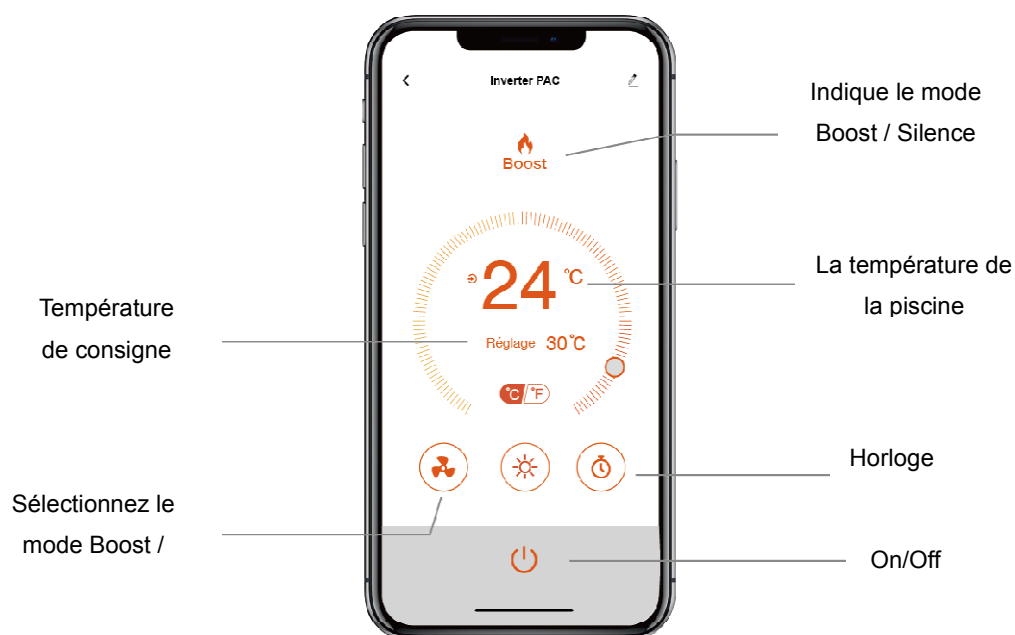 Inverter PAC
Indique le mode
Boost / Silence
Boost
24 °C
La température de
la piscine
Température
de consigne
Réglage 30°C
°C/°F
Horloge
Sélectionnez le
mode Boost /
On/Off